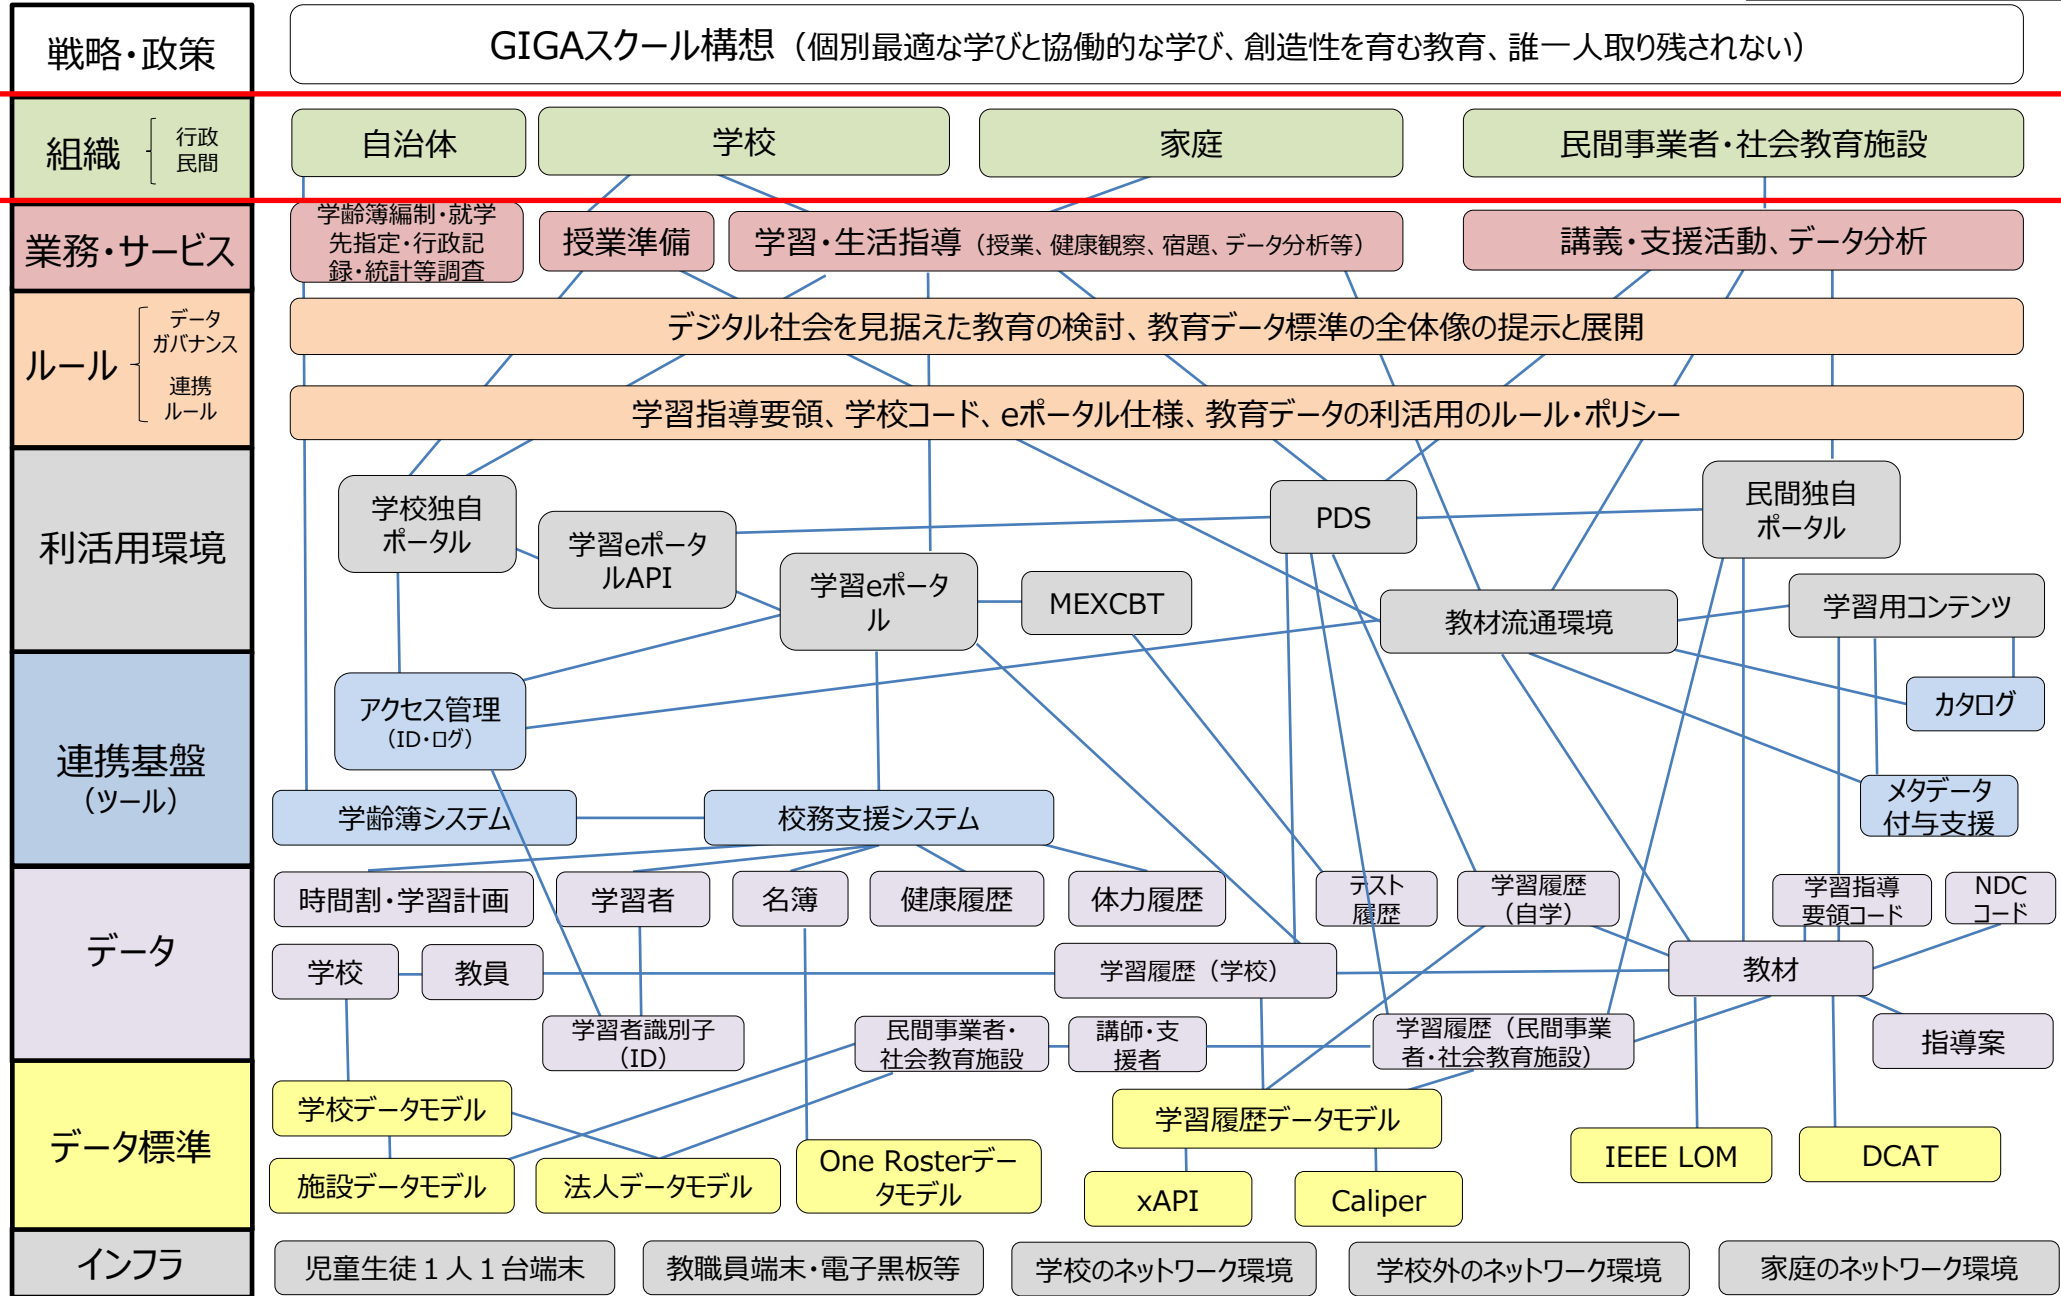 戦略・政策
GIGAスクール構想（個別最適な学びと協働的な学び、創造性を育む教育、誰一人取り残されない）
組織
行政
民間
自治体
学校
家庭
民間事業者・社会教育施設
業務・サービス
学齢簿編制・就学
先指定・行政記
録・統計等調査
授業準備
学習・生活指導（授業、健康観察、宿題、データ分析等）
講義・支援活動、データ分析
ルール
データ
ガバナンス
連携
ルール
デジタル社会を見据えた教育の検討、教育データ標準の全体像の提示と展開
学習指導要領、学校コード、eポータル仕様、教育データの利活用のルール・ポリシー
利活用環境
学校独自
ポータル
学習eポータ
ルAPI
学習eポータ
ル
MEXCBT
PDS
教材流通環境
民間独自
ポータル
学習用コンテンツ
連携基盤
（ツール）
アクセス管理
（ID・ログ）
カタログ
学齢簿システム
校務支援システム
メタデータ
付与支援
データ
時間割・学習計画
学習者
名簿
健康履歴
体力履歴
テスト
履歴
学習履歴
（自学）
学習指導
要領コード
NDC
コード
学校
教員
学習履歴（学校）
教材
学習者識別子
（ID）
民間事業者・
社会教育施設
講師・支
援者
学習履歴（民間事業
者・社会教育施設）
指導案
データ標準
学校データモデル
学習履歴データモデル
施設データモデル
法人データモデル
One Rosterデー
タモデル
xAPI
Caliper
IEEE LOM
DCAT
インフラ
児童生徒１人１台端末
教職員端末・電子黒板等
学校のネットワーク環境
学校外のネットワーク環境
家庭のネットワーク環境